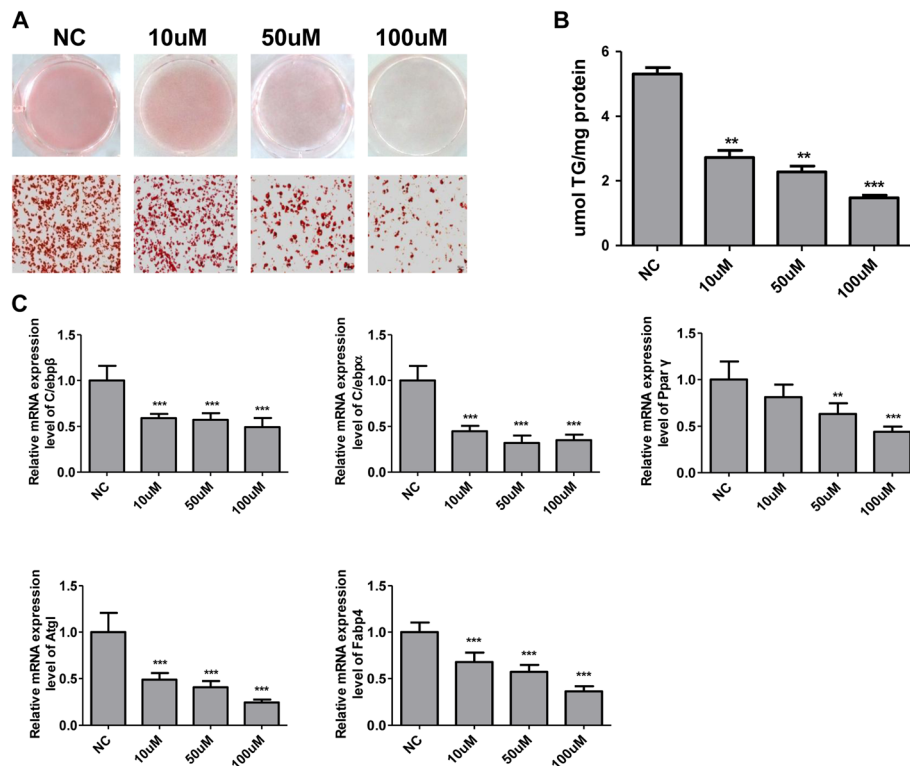 A
NC 10uM 50uM 100uM
B
umol TG/mg protein
6
4
2
0
** ** ***
NC 10uM 50uM 100uM
C
Relative mRNA expression
level of C/ebpβ
1.5
1.0
0.5
0.0
*** *** ***
NC 10uM 50uM 100uM
Relative mRNA expression
level of C/ebpα
1.5
1.0
0.5
0.0
*** *** ***
NC 10uM 50uM 100uM
Relative mRNA expression
level of Ppar γ
1.5
1.0
0.5
0.0
** ***
NC 10uM 50uM 100uM
Relative mRNA expression
level of Atgl
1.5
1.0
0.5
0.0
*** *** ***
NC 10uM 50uM 100uM
Relative mRNA expression
level of Fabp4
1.5
1.0
0.5
0.0
*** *** ***
NC 10uM 50uM 100uM